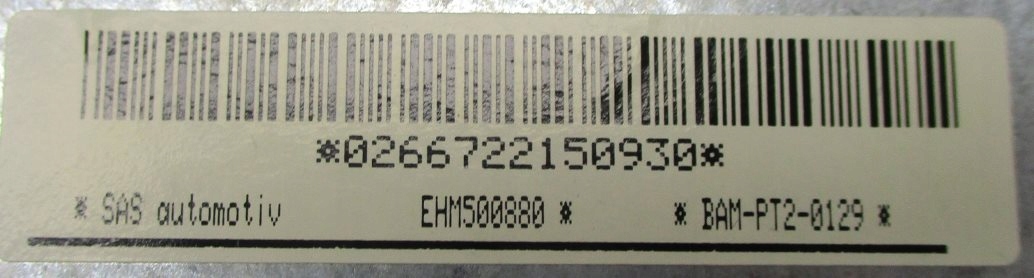 *0266722150930*
* SAS automotiv EHM500880 * * BAM-PT2-0129 *